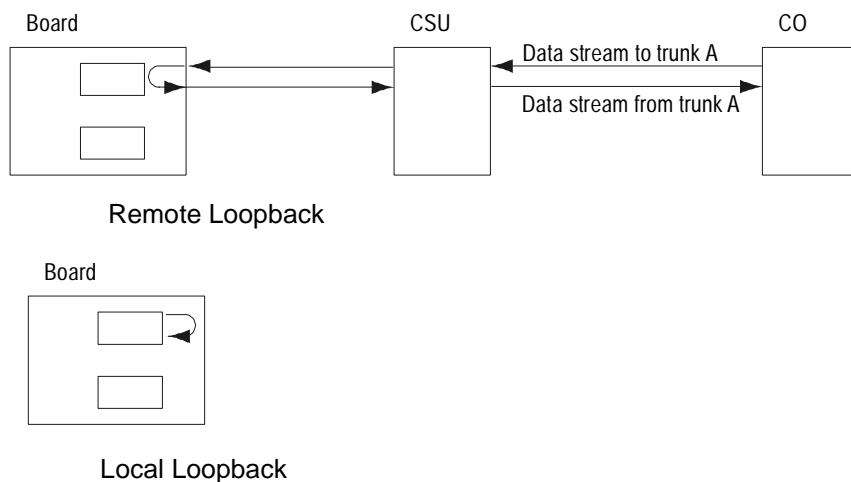 Board
CSU
CO
Data stream to trunk A
Data stream from trunk A
Remote Loopback
Board
Local Loopback